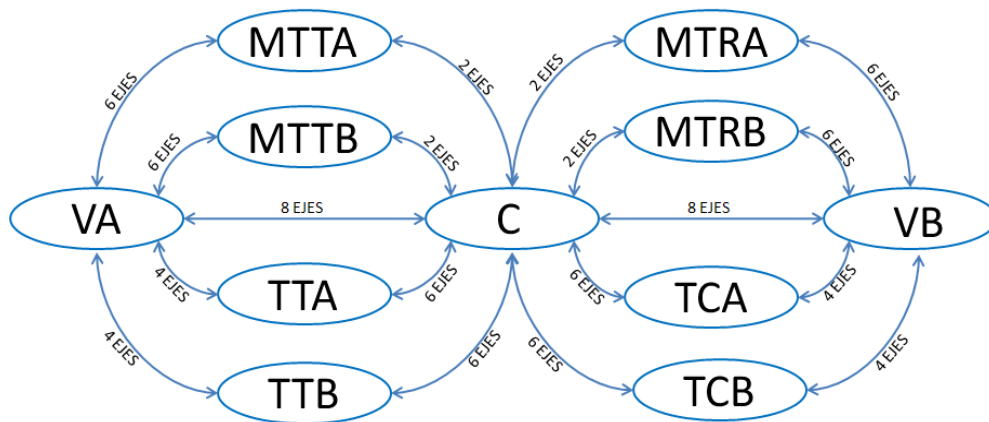 MTTA
MTRA
6 EJES
2 EJES
2 EJES
6 EJES
MTTB
MTRB
6 EJES
2 EJES
2 EJES
6 EJES
VA
8 EJES
C
8 EJES
VB
4 EJES
TTA
6 EJES
6 EJES
TCA
4 EJES
4 EJES
TTB
6 EJES
6 EJES
TCB
4 EJES